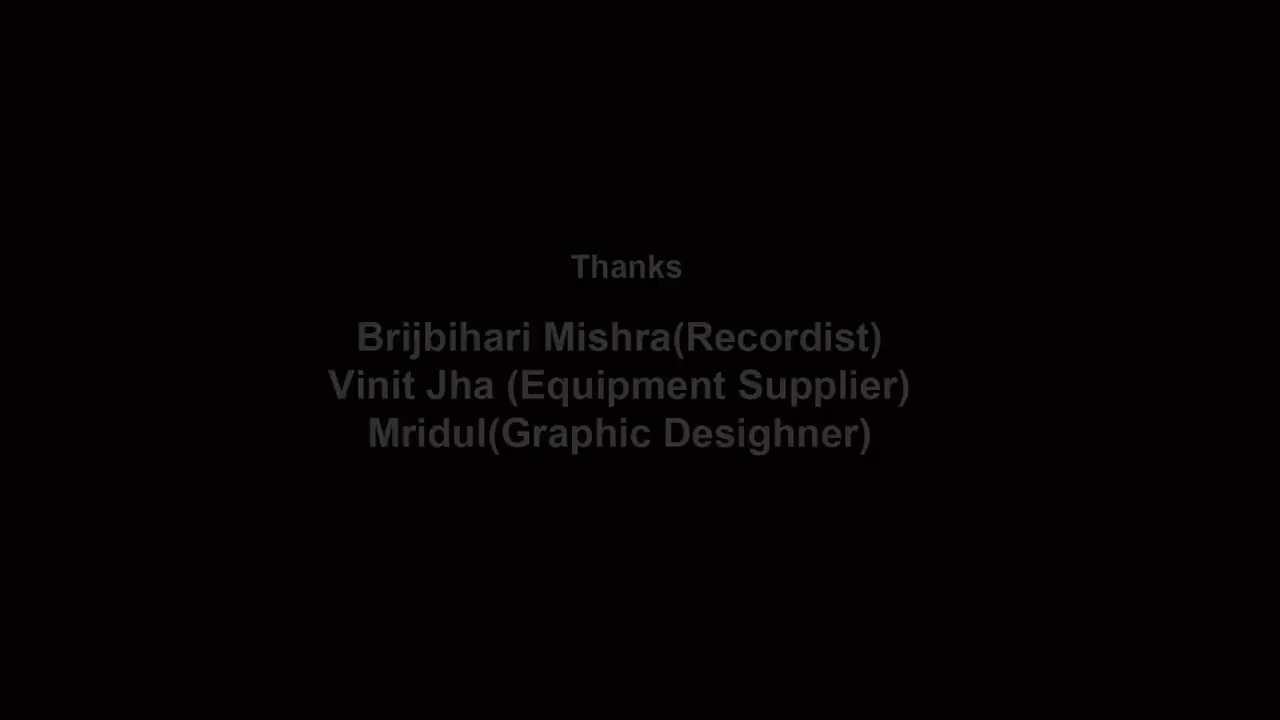 Thanks
Brijbihari Mishra(Recordist)
Vinit Jha (Equipment Supplier)
Mridul(Graphic Desighner)